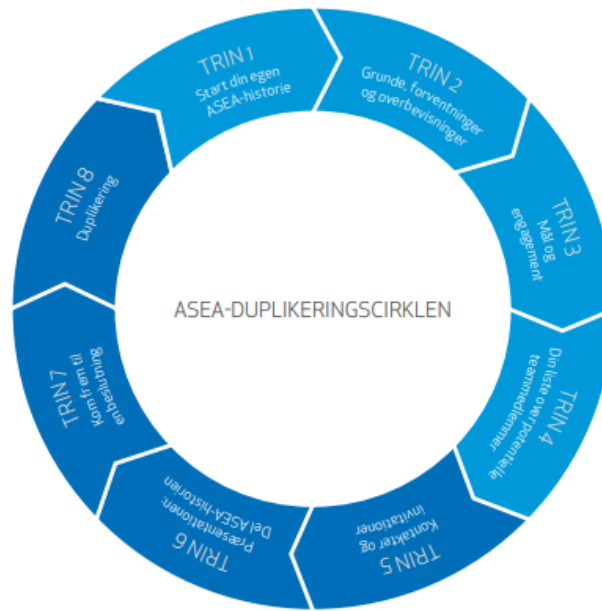 TRIN 1
Start din egen
ASEA-historie
TRIN 2
Grunde, forventninger
og overbevisninger
TRIN 3
Mål og
engagement
TRIN 4
Din liste over potentielle
teammedlemmer
TRIN 5
Kontakter og
invitationer
TRIN 6
Præsentationen:
Del ASEA-historien
TRIN 7
Kom frem til
en beslutning
TRIN 8
Duplikering
ASEA-DUPLIKERINGSCIRKLEN